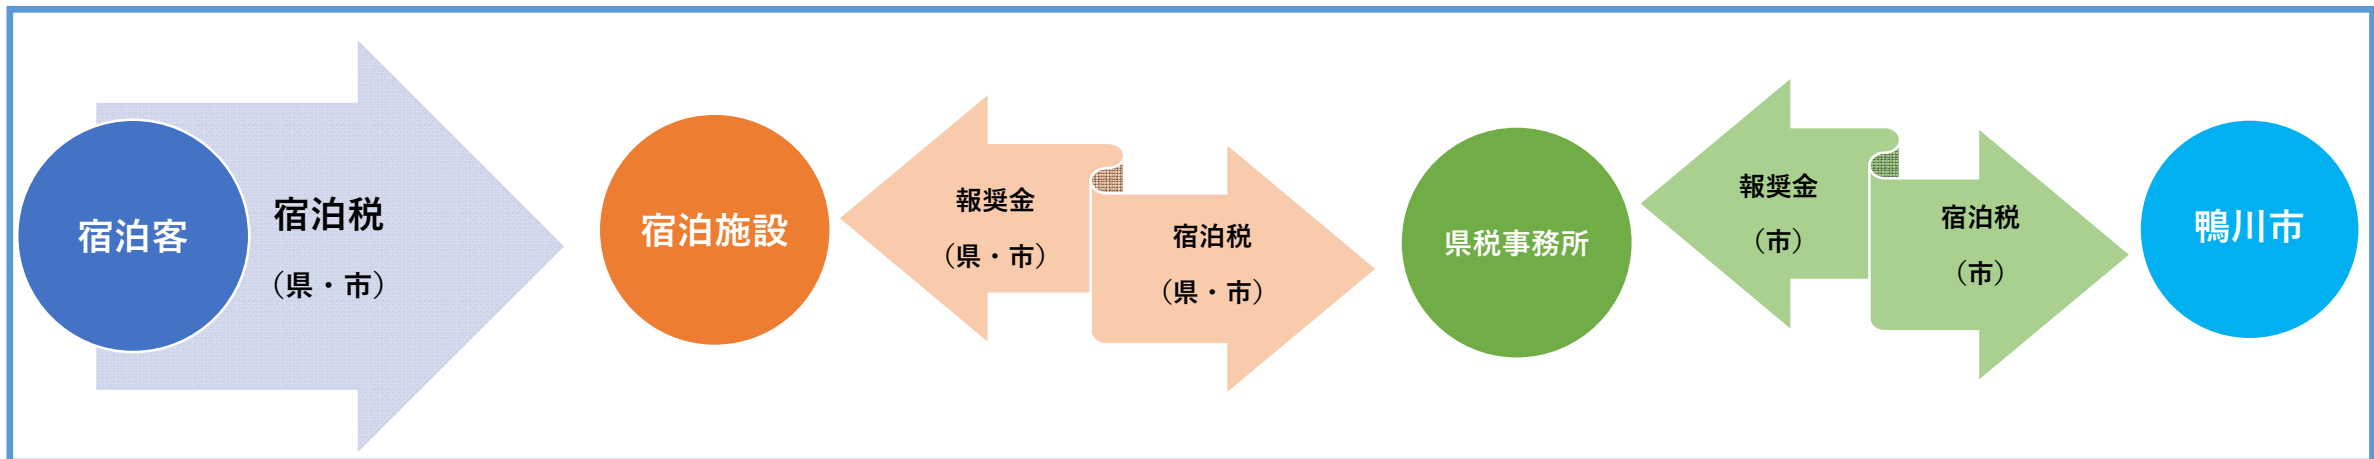 宿泊客
宿泊税
（県・市）
宿泊施設
報奨金
（県・市）
宿泊税
（県・市）
県税事務所
報奨金
（市）
宿泊税
（市）
鴨川市